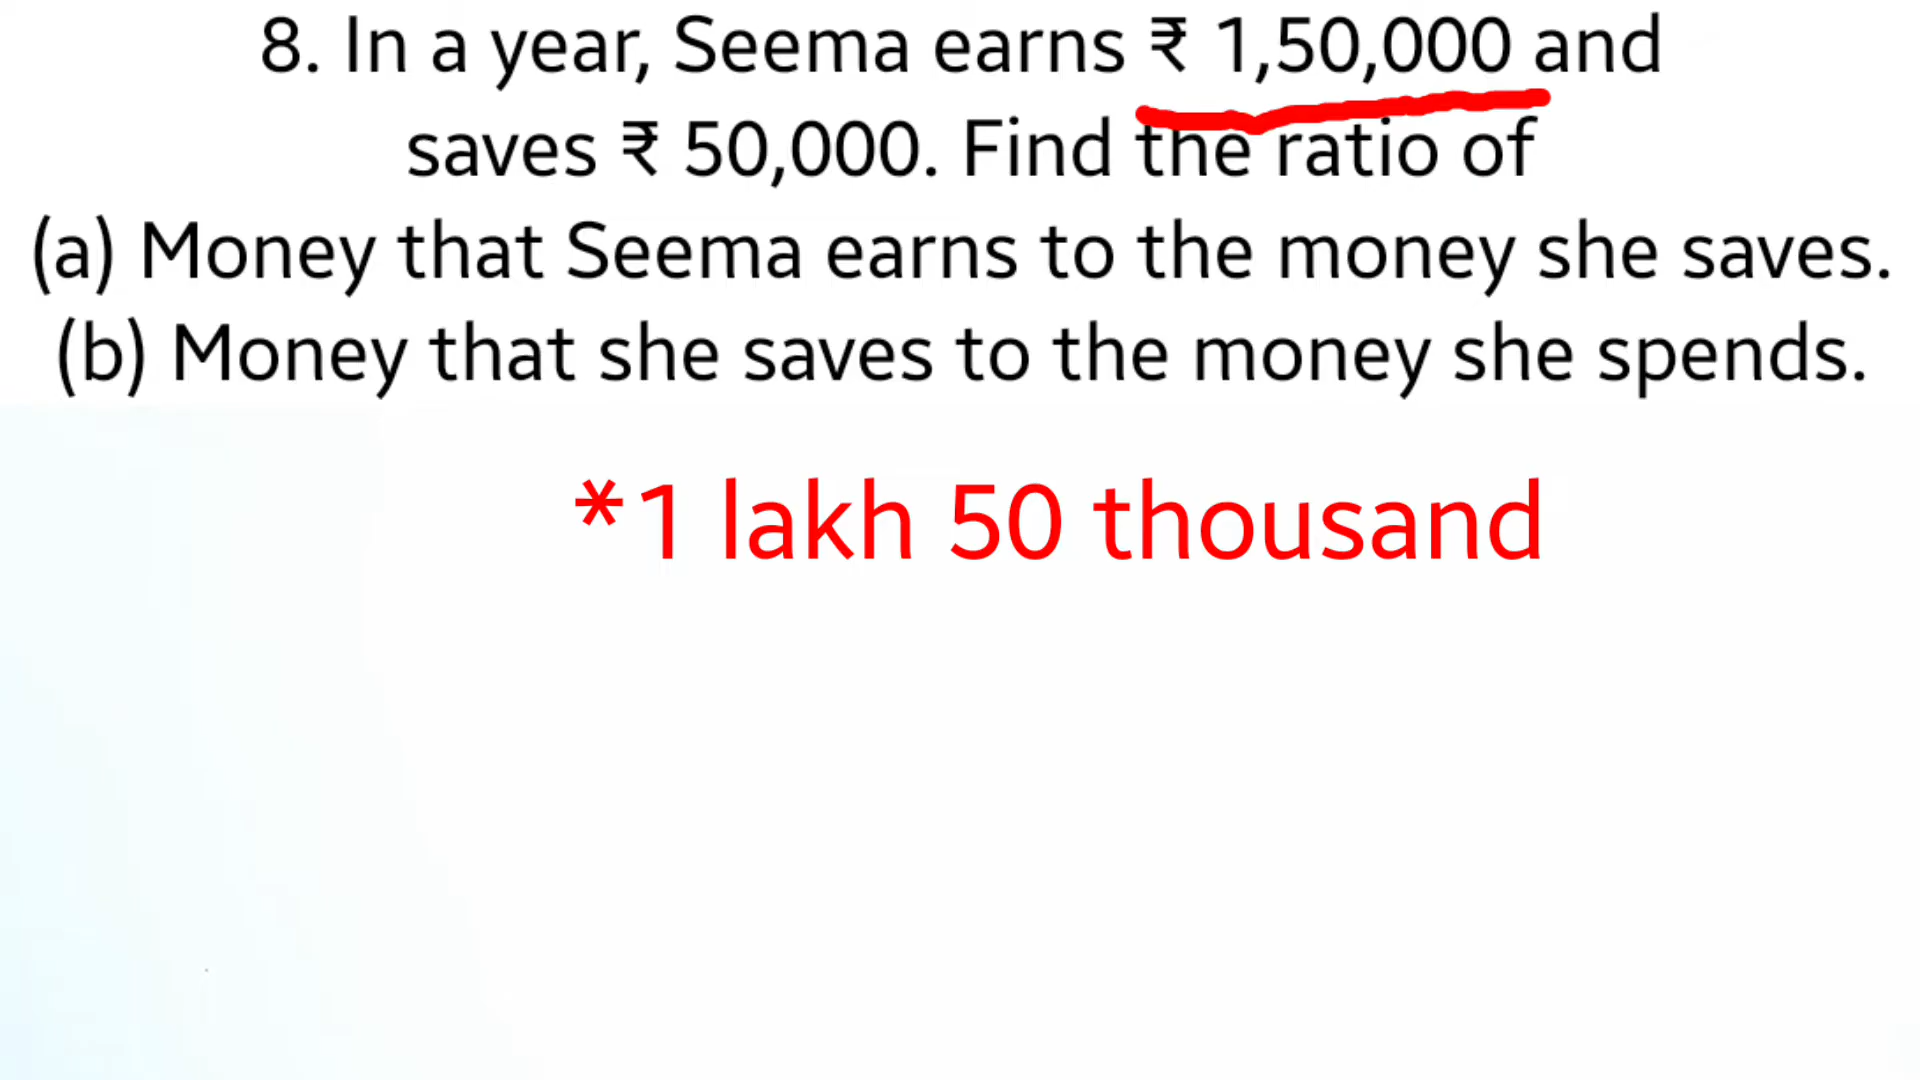 8. In a year, Seema earns ₹ 1,50,000 and
saves ₹ 50,000. Find the ratio of
(a) Money that Seema earns to the money she saves.
(b) Money that she saves to the money she spends.
*1 lakh 50 thousand